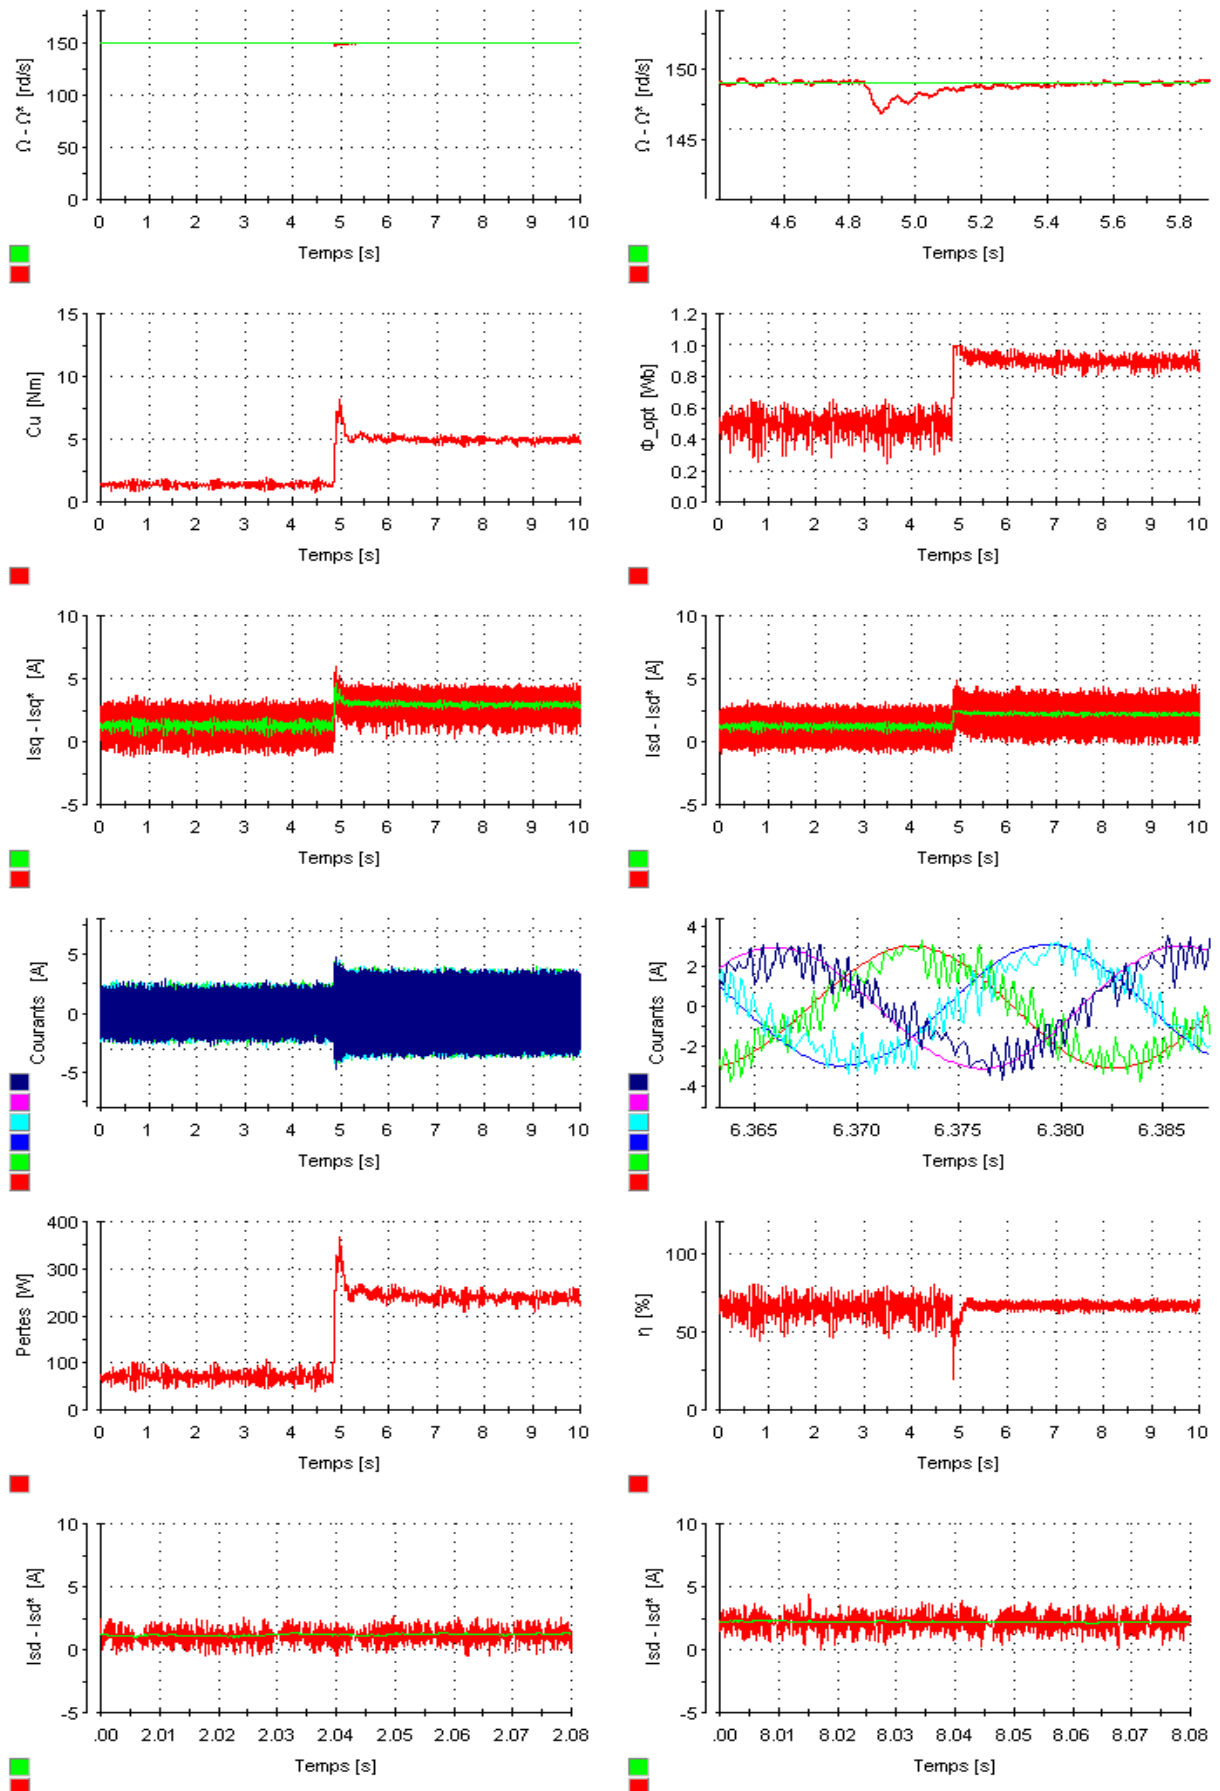 150
100
50
0
Ω - Ω* [rd/s]
0 1 2 3 4 5 6 7 8 9 10
Temps [s]
150
145
Ω - Ω* [rd/s]
4.6 4.8 5.0 5.2 5.4 5.6 5.8
Temps [s]
15
10
5
0
Cu [Nm]
0 1 2 3 4 5 6 7 8 9 10
Temps [s]
1.2
1.0
0.8
0.6
0.4
0.2
0.0
Φ_opt [Wb]
0 1 2 3 4 5 6 7 8 9 10
Temps [s]
10
5
0
-5
Isq - Isq* [A]
0 1 2 3 4 5 6 7 8 9 10
Temps [s]
10
5
0
-5
Isd - Isd* [A]
0 1 2 3 4 5 6 7 8 9 10
Temps [s]
5
0
-5
Courants [A]
0 1 2 3 4 5 6 7 8 9 10
Temps [s]
4
2
0
-2
-4
Courants [A]
6.365 6.370 6.375 6.380 6.385
Temps [s]
400
300
200
100
0
Pertes [W]
0 1 2 3 4 5 6 7 8 9 10
Temps [s]
100
50
0
η [%]
0 1 2 3 4 5 6 7 8 9 10
Temps [s]
10
5
0
-5
Isd - Isd* [A]
.00 2.01 2.02 2.03 2.04 2.05 2.06 2.07 2.08
Temps [s]
10
5
0
-5
Isd - Isd* [A]
.00 8.01 8.02 8.03 8.04 8.05 8.06 8.07 8.08
Temps [s]